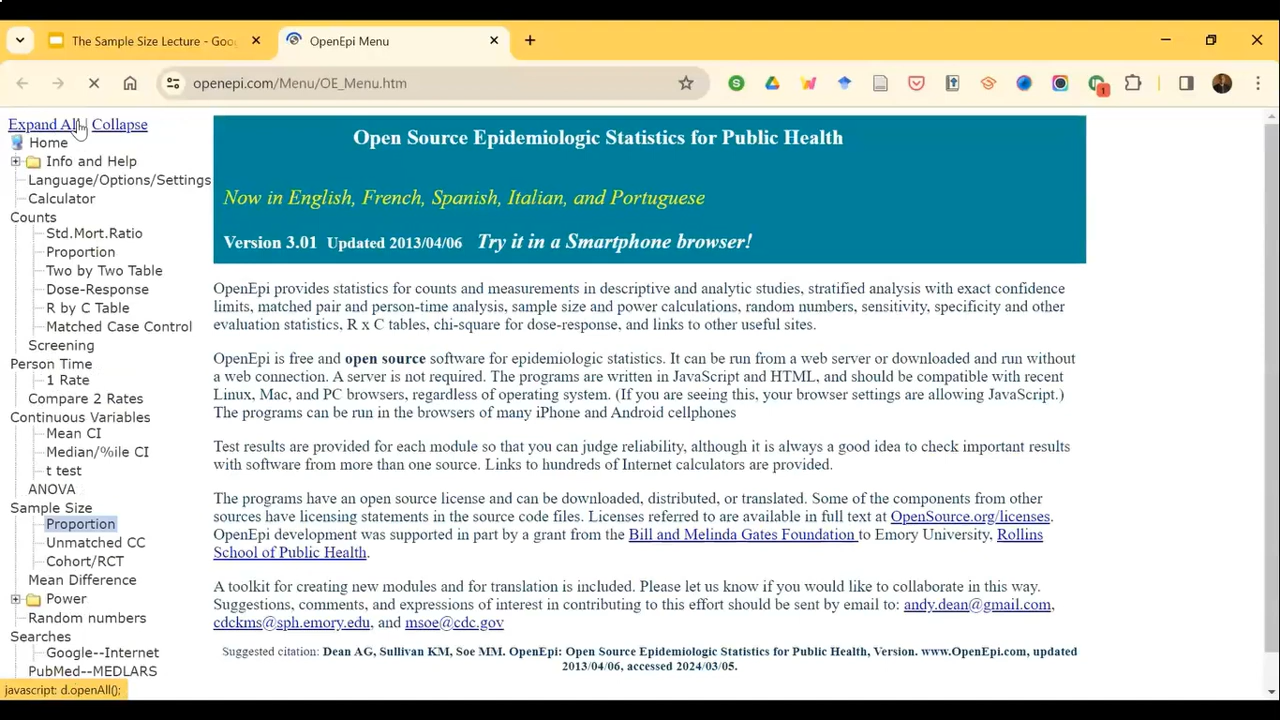 The Sample Size Lecture - Goo
OpenEpi Menu
openepi.com/Menu/OE_Menu.htm
1
Expand All Collapse
Home
Info and Help
Language/Options/Settings
Calculator
Counts
Std.Mort.Ratio
Proportion
Two by Two Table
Dose-Response
R by C Table
Matched Case Control
Screening
Person Time
1 Rate
Compare 2 Rates
Continuous Variables
Mean CI
Median/%ile CI
t test
ANOVA
Sample Size
Proportion
Unmatched CC
Cohort/RCT
Mean Difference
Power
Random numbers
Searches
Google--Internet
PubMed--MEDLARS
javascript: d.openAll();
Open Source Epidemiologic Statistics for Public Health
Now in English, French, Spanish, Italian, and Portuguese
Version 3.01 Updated 2013/04/06 Try it in a Smartphone browser!
OpenEpi provides statistics for counts and measurements in descriptive and analytic studies, stratified analysis with exact confidence
limits, matched pair and person-time analysis, sample size and power calculations, random numbers, sensitivity, specificity and other
evaluation statistics, R x C tables, chi-square for dose-response, and links to other useful sites.
OpenEpi is free and open source software for epidemiologic statistics. It can be run from a web server or downloaded and run without
a web connection. A server is not required. The programs are written in JavaScript and HTML, and should be compatible with recent
Linux, Mac, and PC browsers, regardless of operating system. (If you are seeing this, your browser settings are allowing JavaScript.)
The programs can be run in the browsers of many iPhone and Android cellphones
Test results are provided for each module so that you can judge reliability, although it is always a good idea to check important results
with software from more than one source. Links to hundreds of Internet calculators are provided.
The programs have an open source license and can be downloaded, distributed, or translated. Some of the components from other
sources have licensing statements in the source code files. Licenses referred to are available in full text at OpenSource.org/licenses.
OpenEpi development was supported in part by a grant from the Bill and Melinda Gates Foundation to Emory University, Rollins
School of Public Health.
A toolkit for creating new modules and for translation is included. Please let us know if you would like to collaborate in this way.
Suggestions, comments, and expressions of interest in contributing to this effort should be sent by email to: andy.dean@gmail.com,
cdckms@sph.emory.edu, and msoe@cdc.gov
Suggested citation: Dean AG, Sullivan KM, Soe MM. OpenEpi: Open Source Epidemiologic Statistics for Public Health, Version. www.OpenEpi.com, updated
2013/04/06, accessed 2024/03/05.